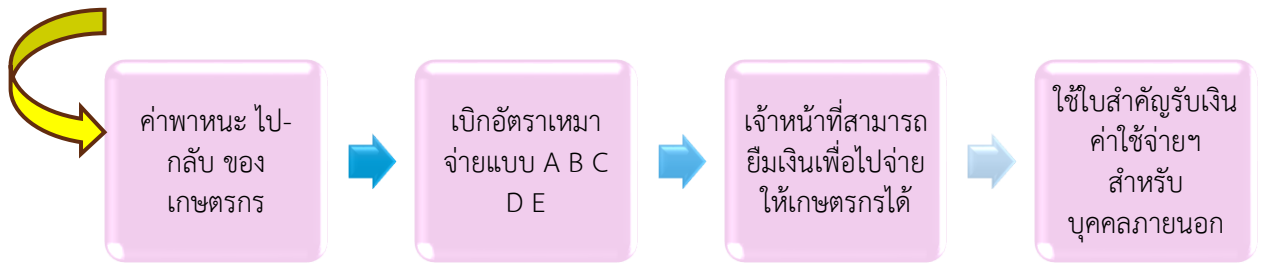 ค่าพาหนะ ไป-
กลับ ของ
เกษตรกร
เบิกอัตราเหมา
จ่ายแบบ A B C
D E
เจ้าหน้าที่สามารถ
ยืมเงินเพื่อไปจ่าย
ให้เกษตรกรได้
ใช้ใบสำคัญรับเงิน
ค่าใช้จ่ายฯ
สำหรับ
บุคคลภายนอก